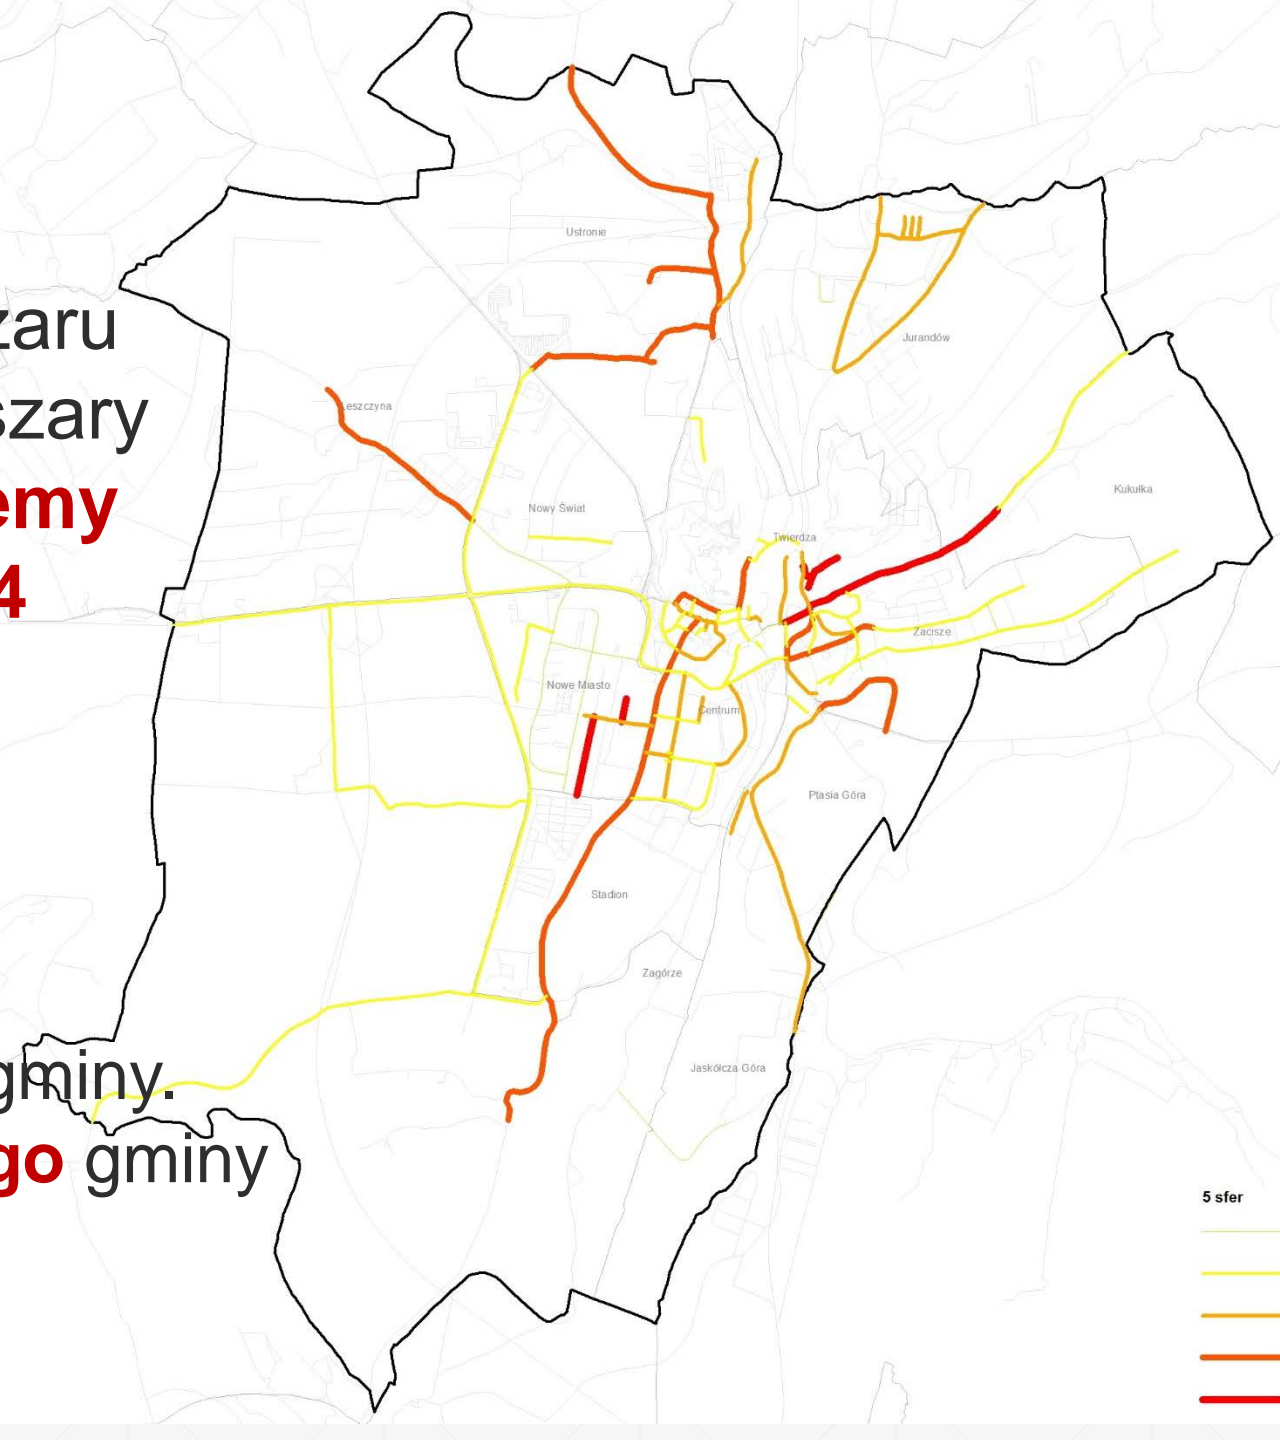 Ustronie
zaru
Jurandów
szary
Leszczyna
Kukułka
emy
Nowy Świat
Twierdza
4
Zacisze
Nowe Miasto
Centrum
Ptasia Góra
Stadion
Zagórze
Jaskółcza Góra
gminy.
go gminy
5 sfer